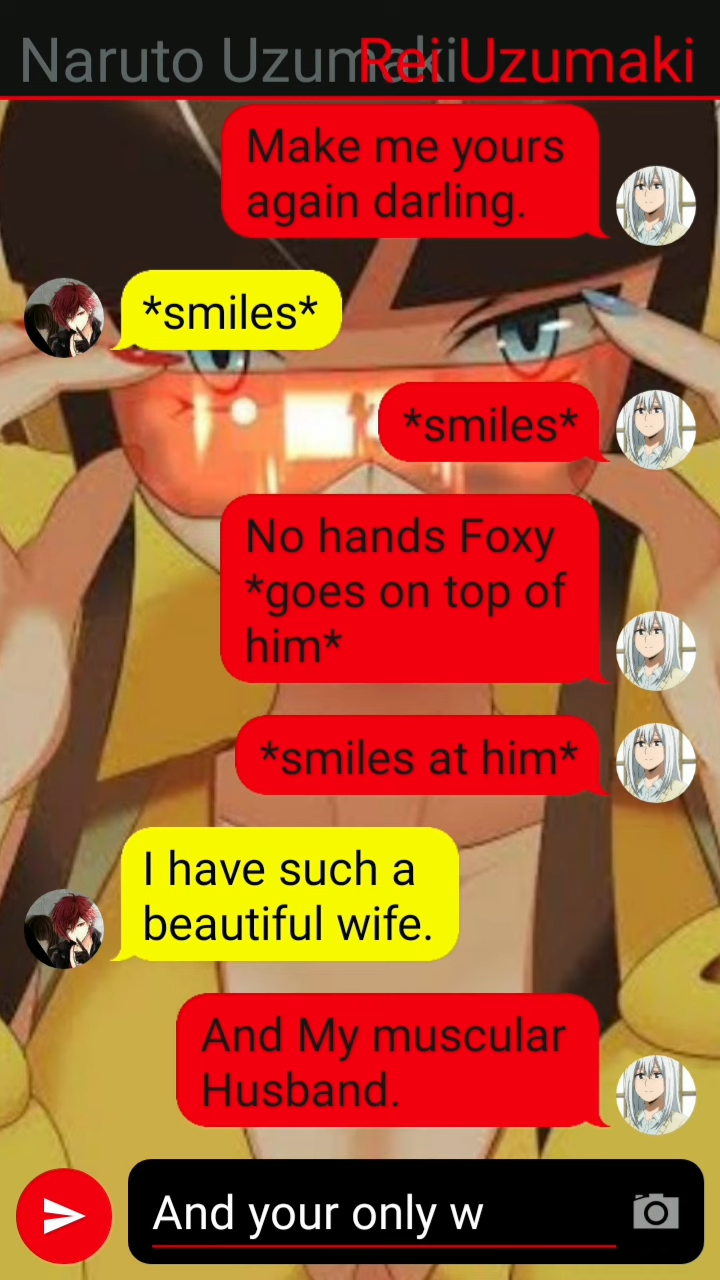 Naruto Uzumaki Rei Uzumaki
Make me yours
again darling.
*smiles*
*smiles*
No hands Foxy
*goes on top of
him*
*smiles at him*
I have such a
beautiful wife.
And My muscular
Husband.
And your only w